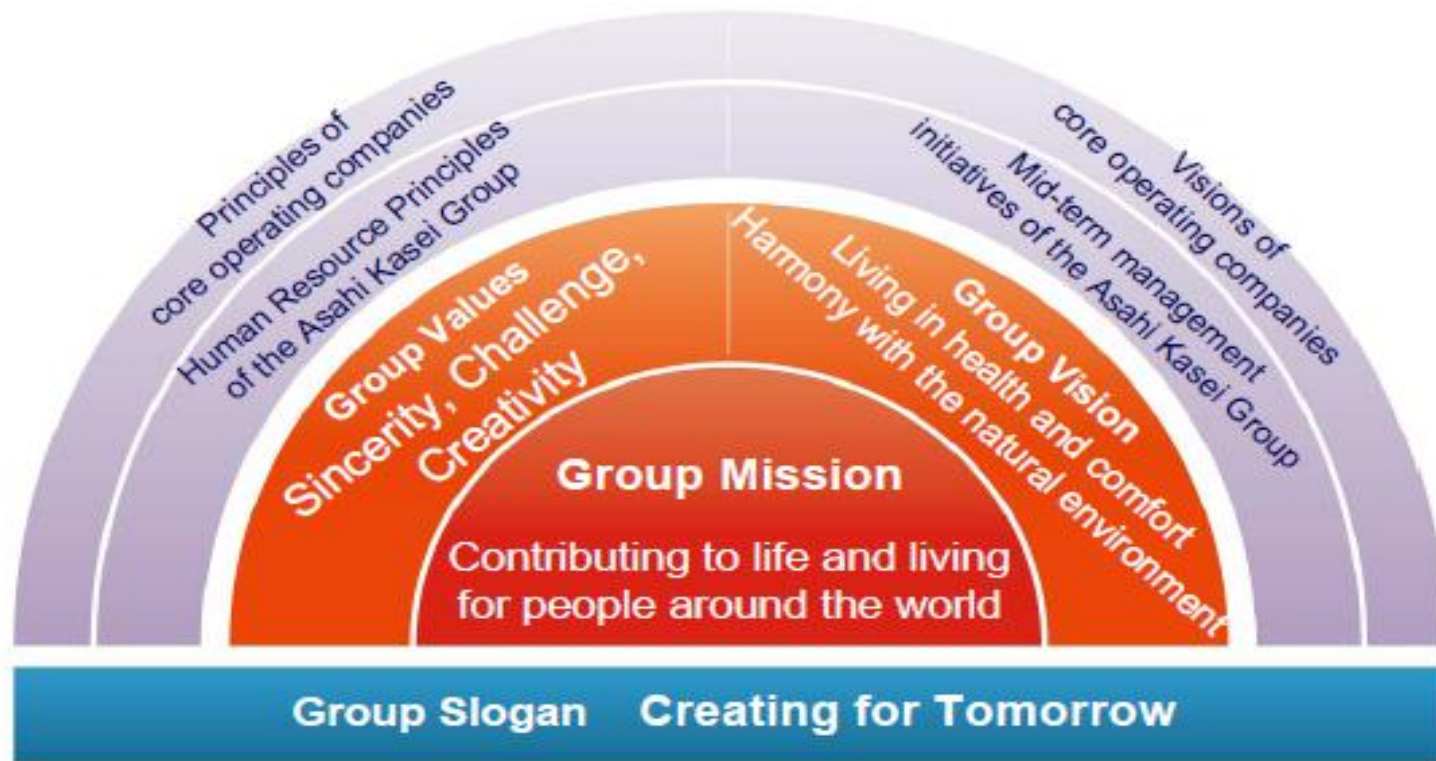 Principles of
core operating companies
Human Resource Principles
of the Asahi Kasei Group
Group Values
Sincerity, Challenge,
Creativity
Visions of
core operating companies
Mid-term management
initiatives of the Asahi Kasei Group
Group Vision
Living in health and comfort
Harmony with the natural environment
Group Mission
Contributing to life and living
for people around the world
Group Slogan Creating for Tomorrow